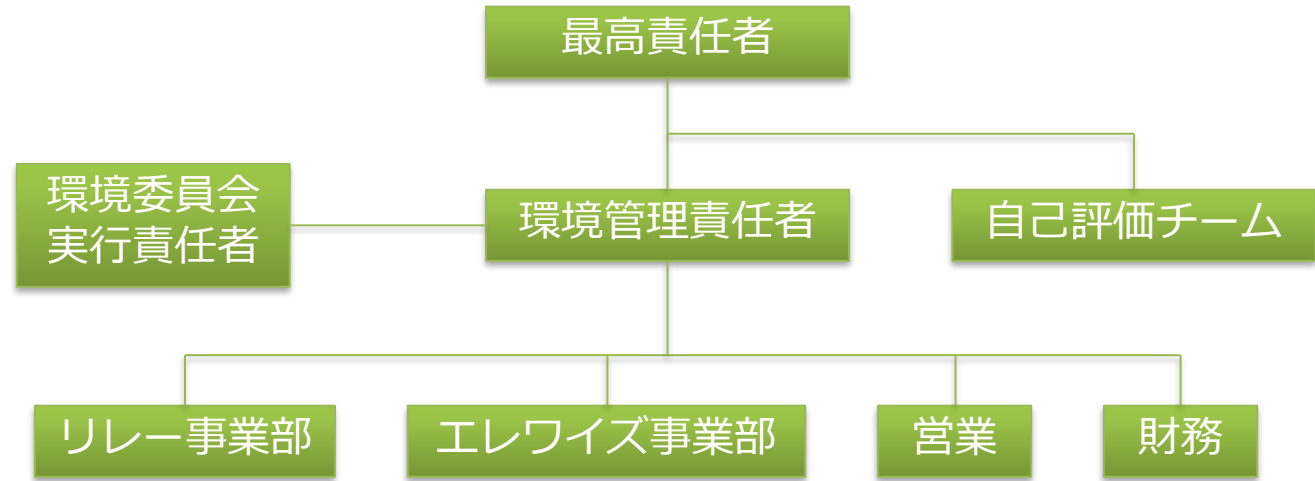 最高責任者
環境委員会
実行責任者
環境管理責任者
自己評価チーム
リレー事業部
エレワイズ事業部
営業
財務